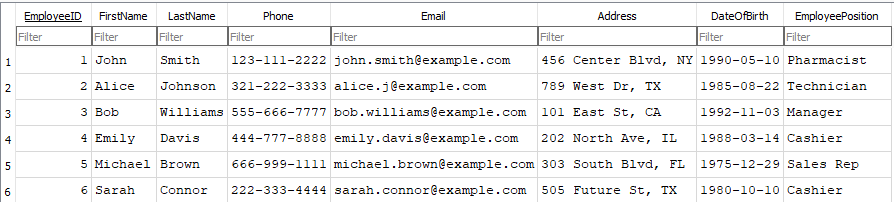 EmployeeID FirstName LastName Phone Email Address DateOfBirth EmployeePosition
Filter Filter Filter Filter Filter Filter Filter Filter
1 1 John Smith 123-111-2222 john.smith@example.com 456 Center Blvd, NY 1990-05-10 Pharmacist
2 2 Alice Johnson 321-222-3333 alice.j@example.com 789 West Dr, TX 1985-08-22 Technician
3 3 Bob Williams 555-666-7777 bob.williams@example.com 101 East St, CA 1992-11-03 Manager
4 4 Emily Davis 444-777-8888 emily.davis@example.com 202 North Ave, IL 1988-03-14 Cashier
5 5 Michael Brown 666-999-1111 michael.brown@example.com 303 South Blvd, FL 1975-12-29 Sales Rep
6 6 Sarah Connor 222-333-4444 sarah.connor@example.com 505 Future St, TX 1980-10-10 Cashier